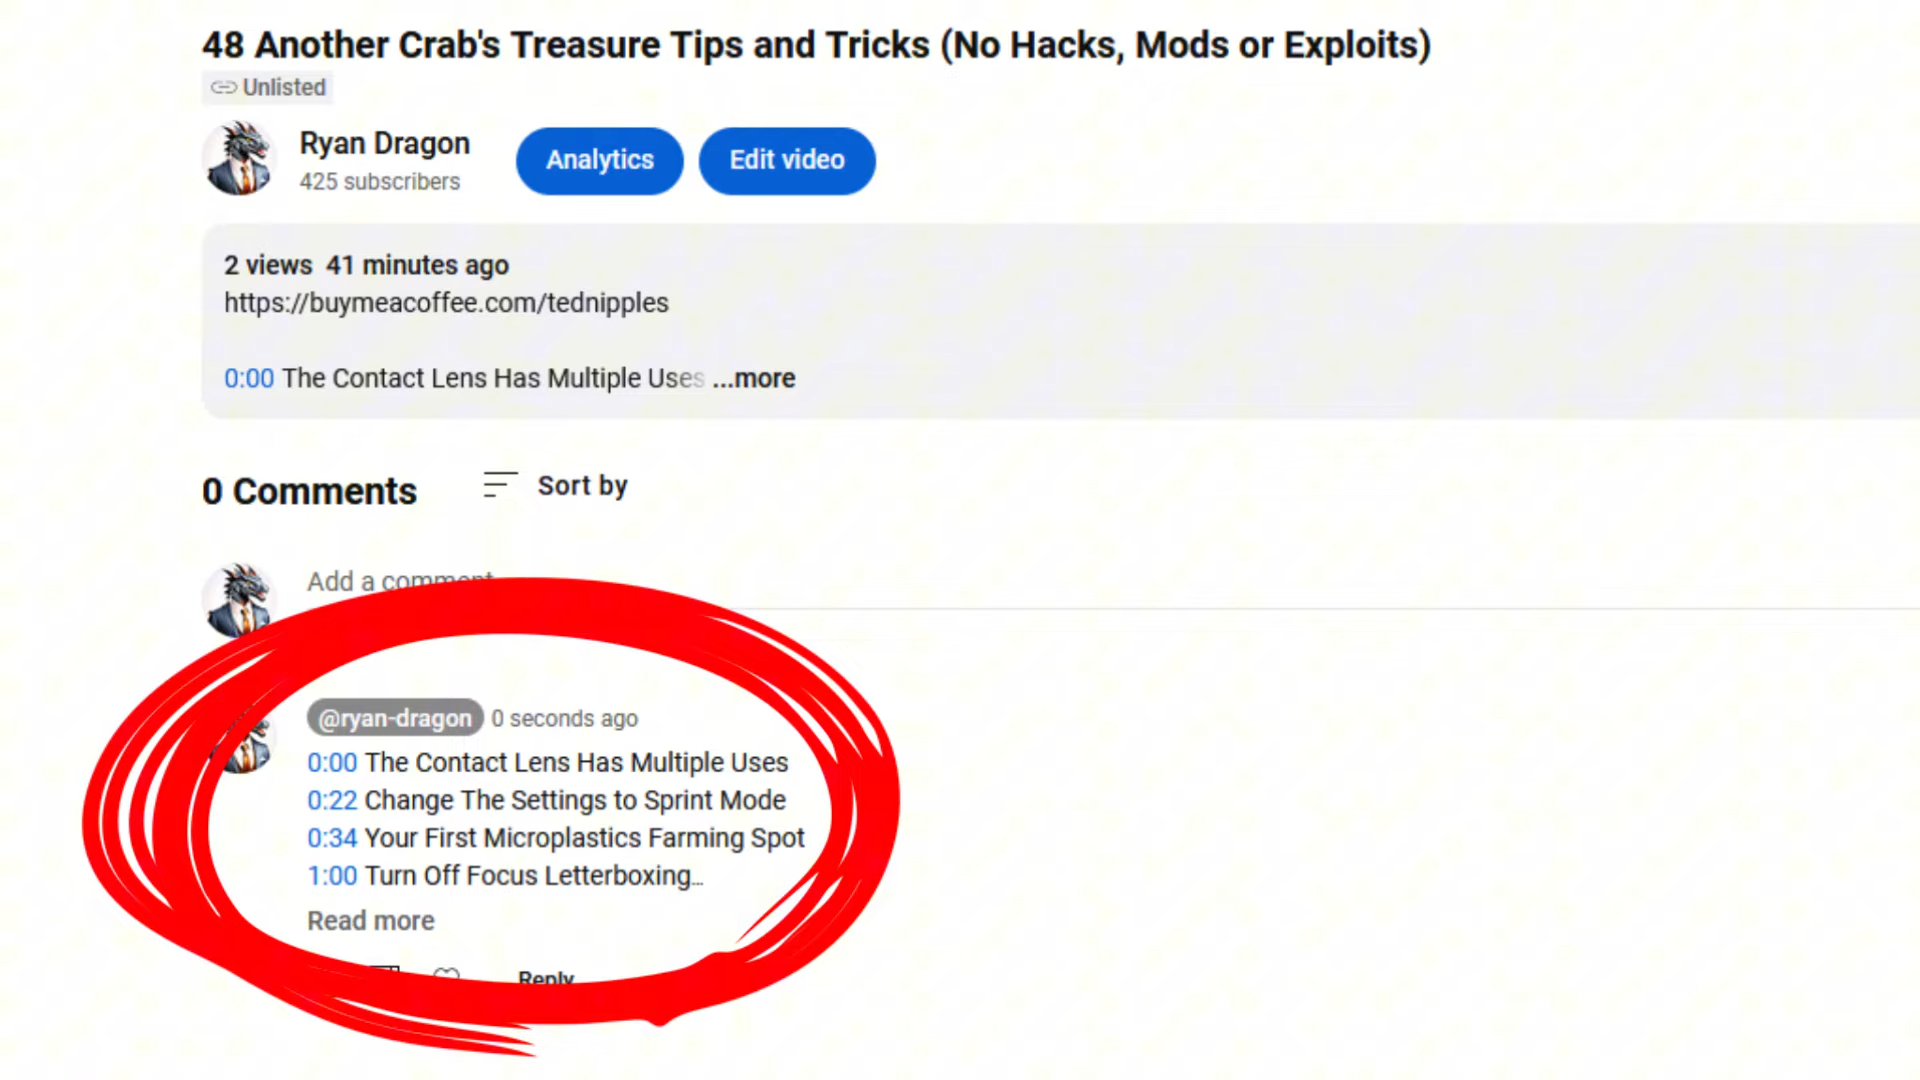 48 Another Crab's Treasure Tips and Tricks (No Hacks, Mods or Exploits)
Unlisted
Ryan Dragon
425 subscribers
Analytics
Edit video
2 views 41 minutes ago
https://buymeacoffee.com/tednipples
0:00 The Contact Lens Has Multiple Uses ...more
0 Comments
Sort by
Add a comment
@ryan-dragon 0 seconds ago
0:00 The Contact Lens Has Multiple Uses
0:22 Change The Settings to Sprint Mode
0:34 Your First Microplastics Farming Spot
1:00 Turn Off Focus Letterboxing...
Read more
Reply